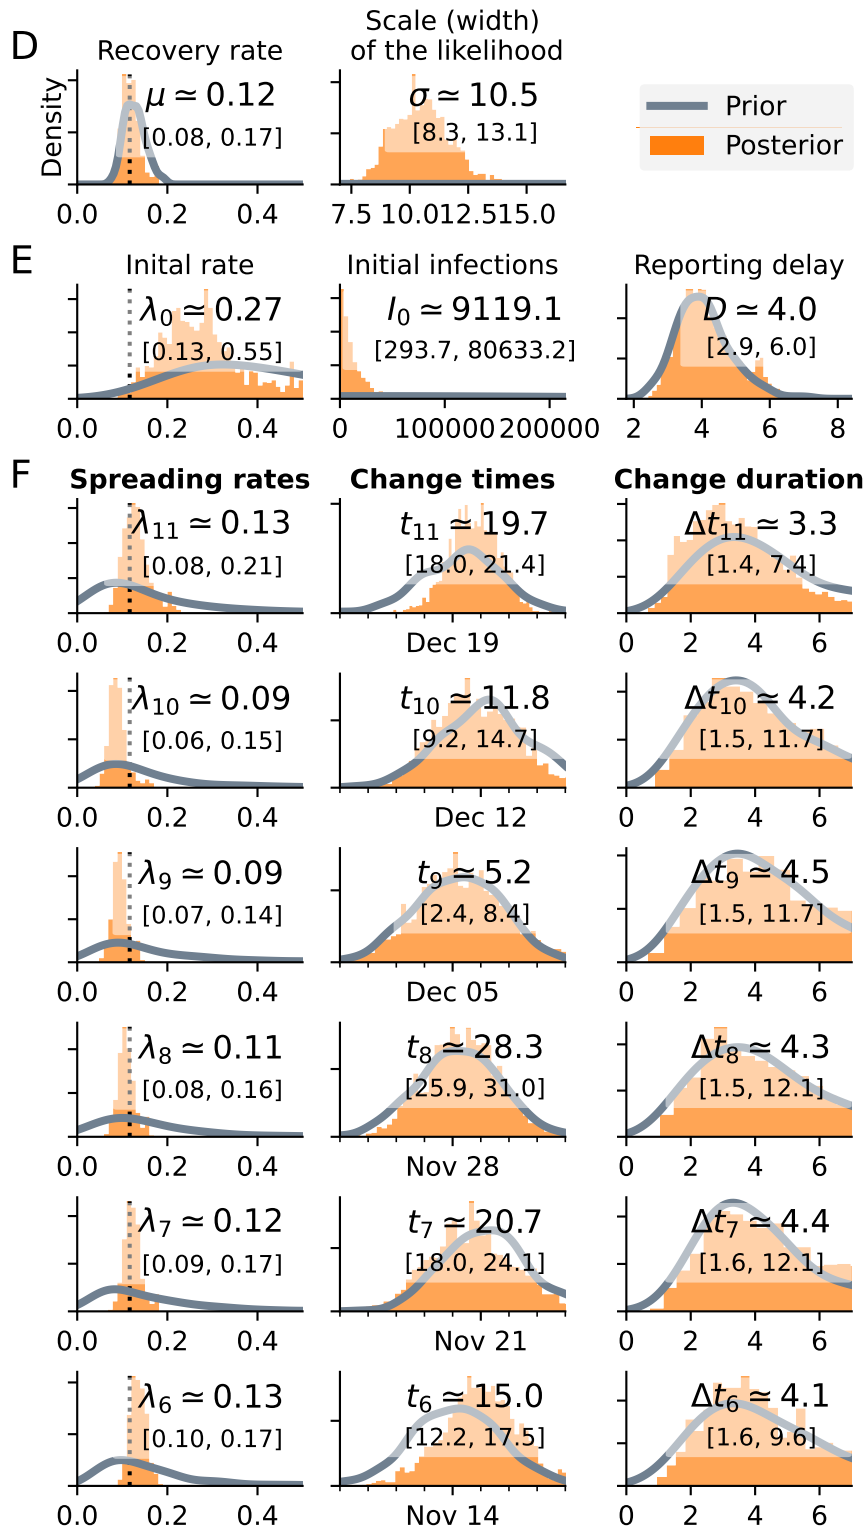 D
Recovery rate
Scale (width)
of the likelihood
Density
μ ≃ 0.12
[0.08, 0.17]
σ ≃ 10.5
[8.3, 13.1]
Prior
Posterior
0.0 0.2 0.4
7.5 10.0 12.5 15.0
E
Inital rate
Initial infections
Reporting delay
λ0 ≃ 0.27
[0.13, 0.55]
I0 ≃ 9119.1
[293.7, 80633.2]
D ≃ 4.0
[2.9, 6.0]
0.0 0.2 0.4
0 100000 200000
2 4 6 8
F
Spreading rates
Change times
Change duration
λ11 ≃ 0.13
[0.08, 0.21]
t11 ≃ 19.7
[18.0, 21.4]
Δt11 ≃ 3.3
[1.4, 7.4]
0.0 0.2 0.4
Dec 19
0 2 4 6
λ10 ≃ 0.09
[0.06, 0.15]
t10 ≃ 11.8
[9.2, 14.7]
Δt10 ≃ 4.2
[1.5, 11.7]
0.0 0.2 0.4
Dec 12
0 2 4 6
λ9 ≃ 0.09
[0.07, 0.14]
t9 ≃ 5.2
[2.4, 8.4]
Δt9 ≃ 4.5
[1.5, 11.7]
0.0 0.2 0.4
Dec 05
0 2 4 6
λ8 ≃ 0.11
[0.08, 0.16]
t8 ≃ 28.3
[25.9, 31.0]
Δt8 ≃ 4.3
[1.5, 12.1]
0.0 0.2 0.4
Nov 28
0 2 4 6
λ7 ≃ 0.12
[0.09, 0.17]
t7 ≃ 20.7
[18.0, 24.1]
Δt7 ≃ 4.4
[1.6, 12.1]
0.0 0.2 0.4
Nov 21
0 2 4 6
λ6 ≃ 0.13
[0.10, 0.17]
t6 ≃ 15.0
[12.2, 17.5]
Δt6 ≃ 4.1
[1.6, 9.6]
0.0 0.2 0.4
Nov 14
0 2 4 6